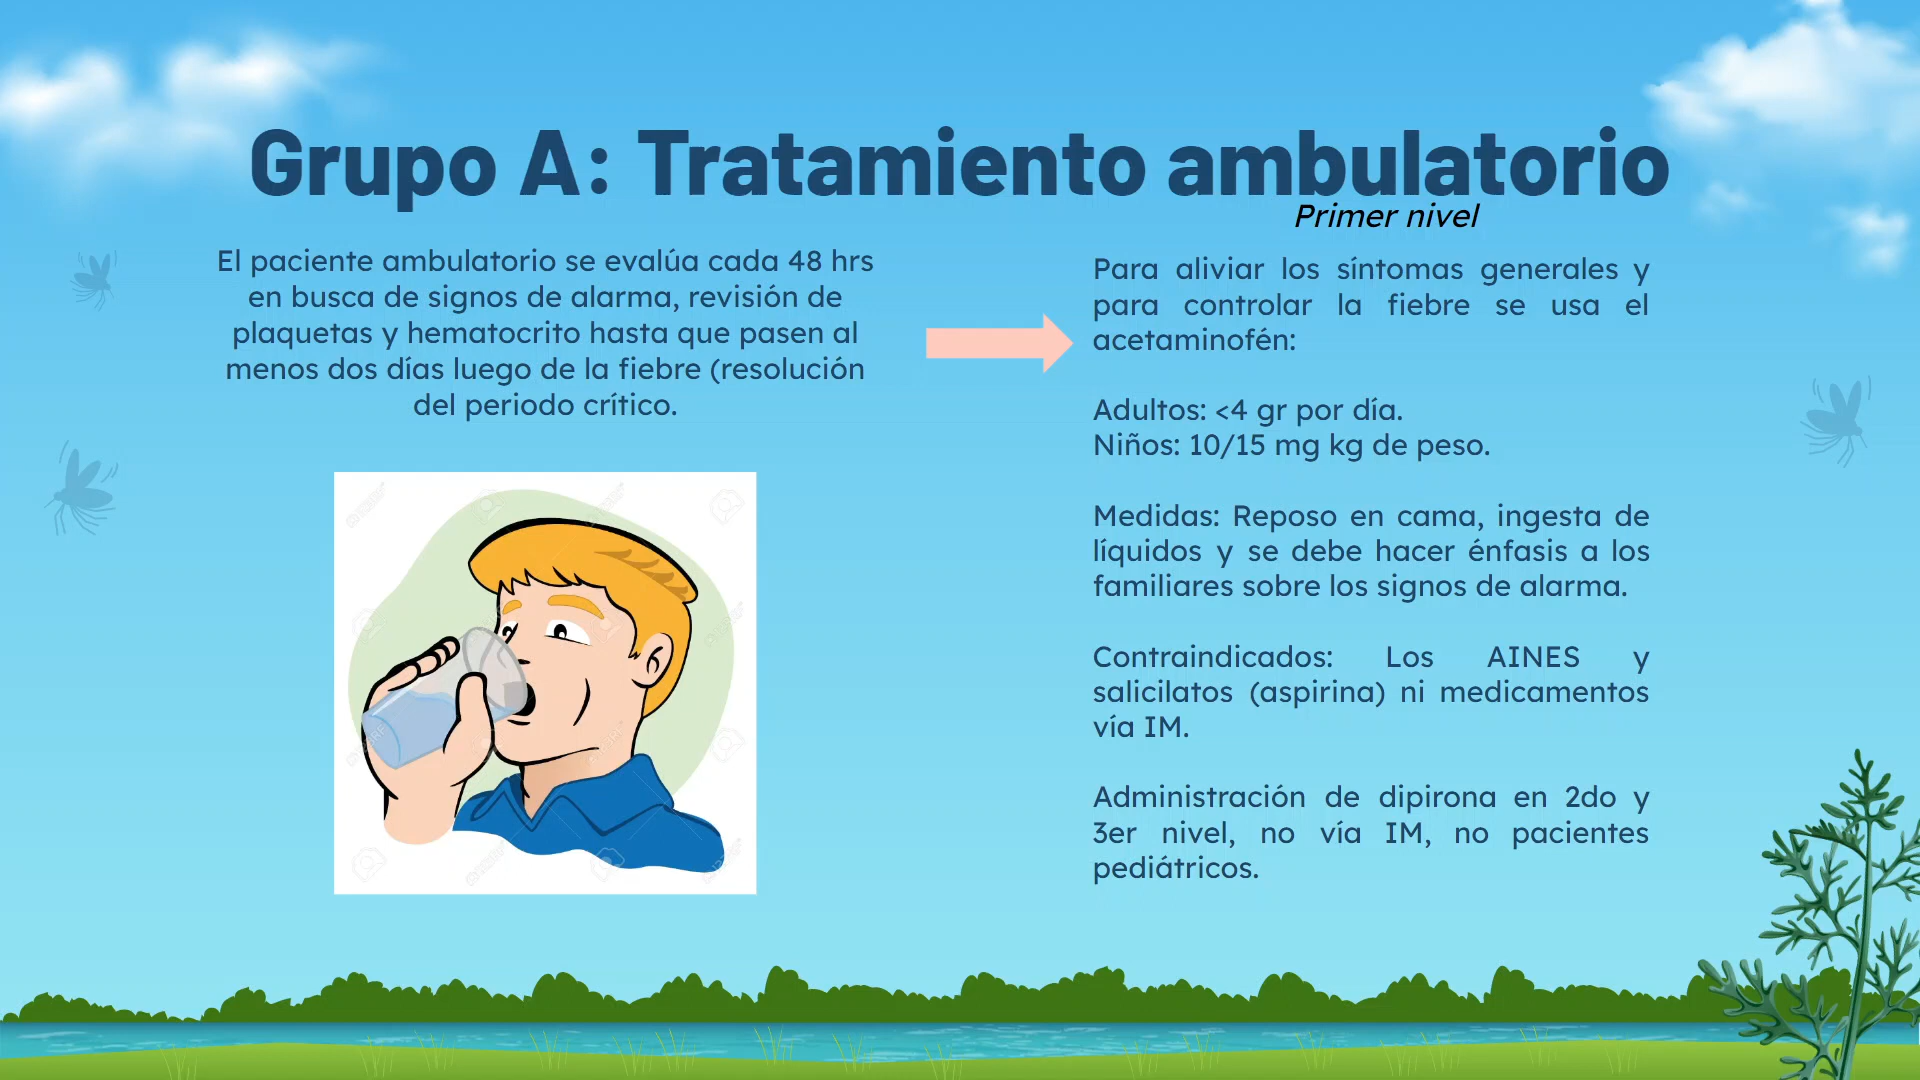 Grupo A: Tratamiento ambulatorio
Primer nivel
El paciente ambulatorio se evalúa cada 48 hrs
en busca de signos de alarma, revisión de
plaquetas y hematocrito hasta que pasen al
menos dos días luego de la fiebre (resolución
del periodo crítico.
Para aliviar los síntomas generales y
para controlar la fiebre se usa el
acetaminofén:
Adultos: <4 gr por día.
Niños: 10/15 mg kg de peso.
Medidas: Reposo en cama, ingesta de
líquidos y se debe hacer énfasis a los
familiares sobre los signos de alarma.
Contraindicados: Los AINES y
salicilatos (aspirina) ni medicamentos
vía IM.
Administración de dipirona en 2do y
3er nivel, no vía IM, no pacientes
pediátricos.